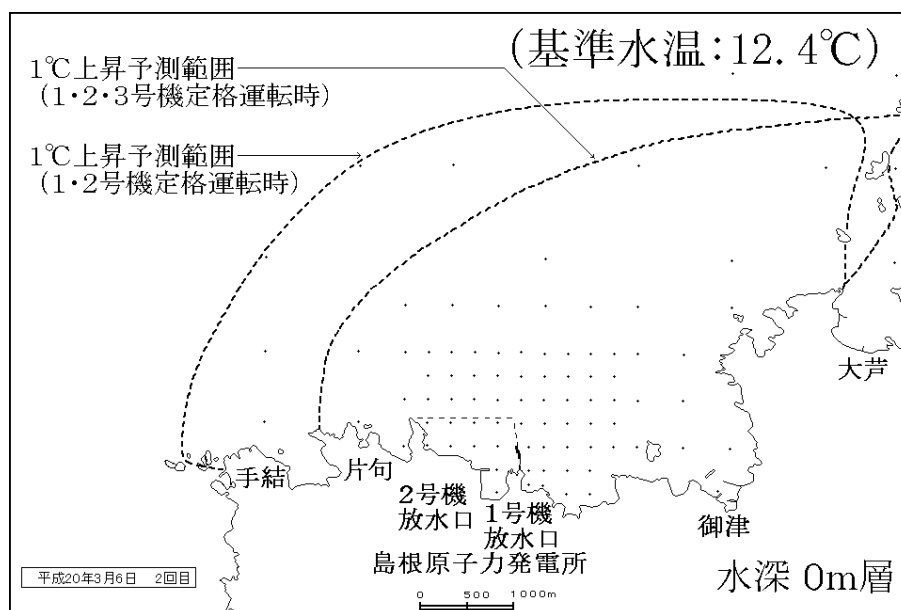 (基準水温:12.4℃)
1℃上昇予測範囲
(1・2・3号機定格運転時)
1℃上昇予測範囲
(1・2号機定格運転時)
大芦
手結
片句
2号機
放水口
1号機
放水口
御津
島根原子力発電所
平成20年3月6日 2回目
0 500 1000m
水深 0m層